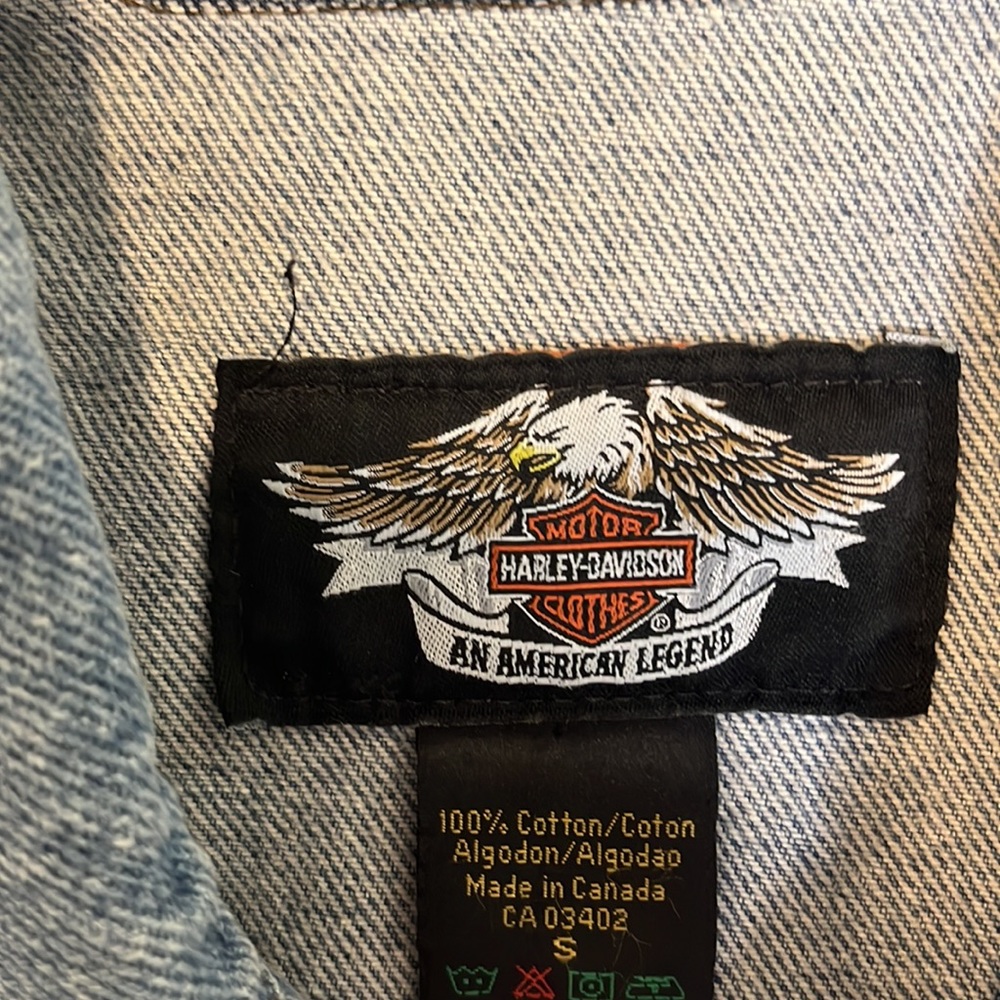 MOTOR
HARLEY-DAVIDSON
CLOTHES
®
AN AMERICAN LEGEND
100% Cotton/Coton
Algodon/Algodao
Made in Canada
CA 03402
S